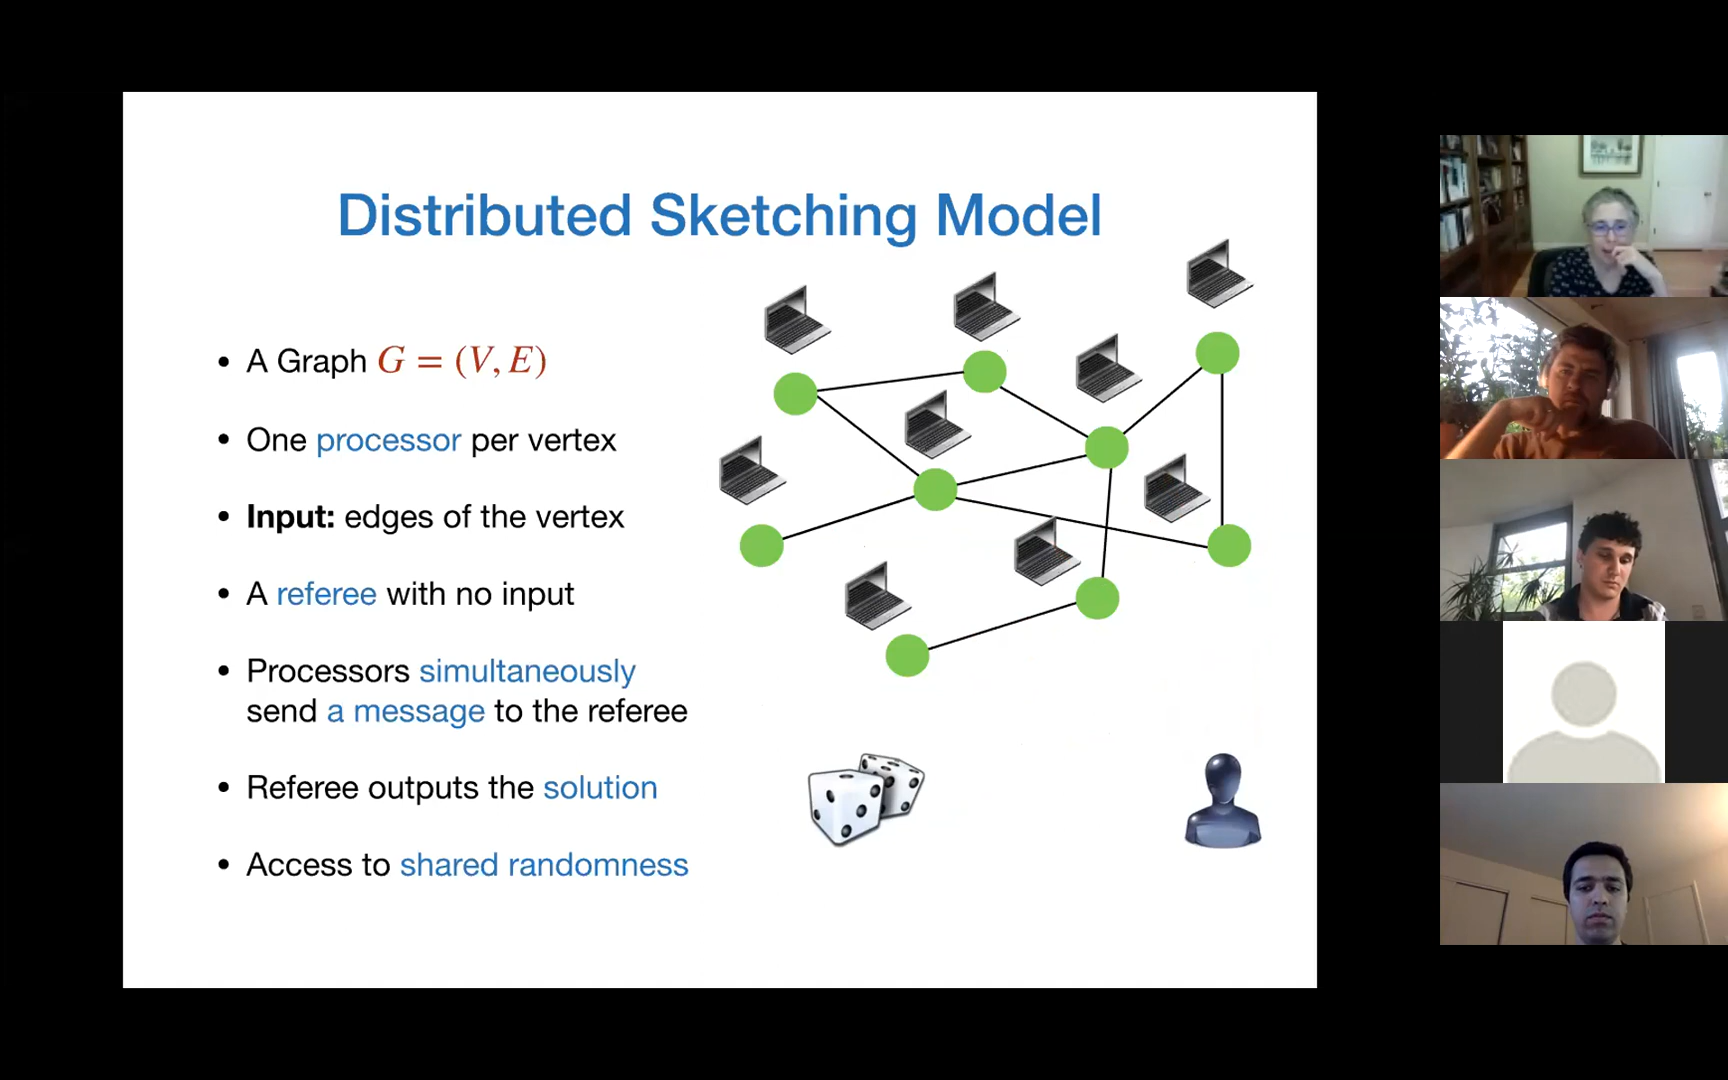 Distributed Sketching Model
• A Graph G = (V, E)
• One processor per vertex
• Input: edges of the vertex
• A referee with no input
• Processors simultaneously
send a message to the referee
• Referee outputs the solution
• Access to shared randomness